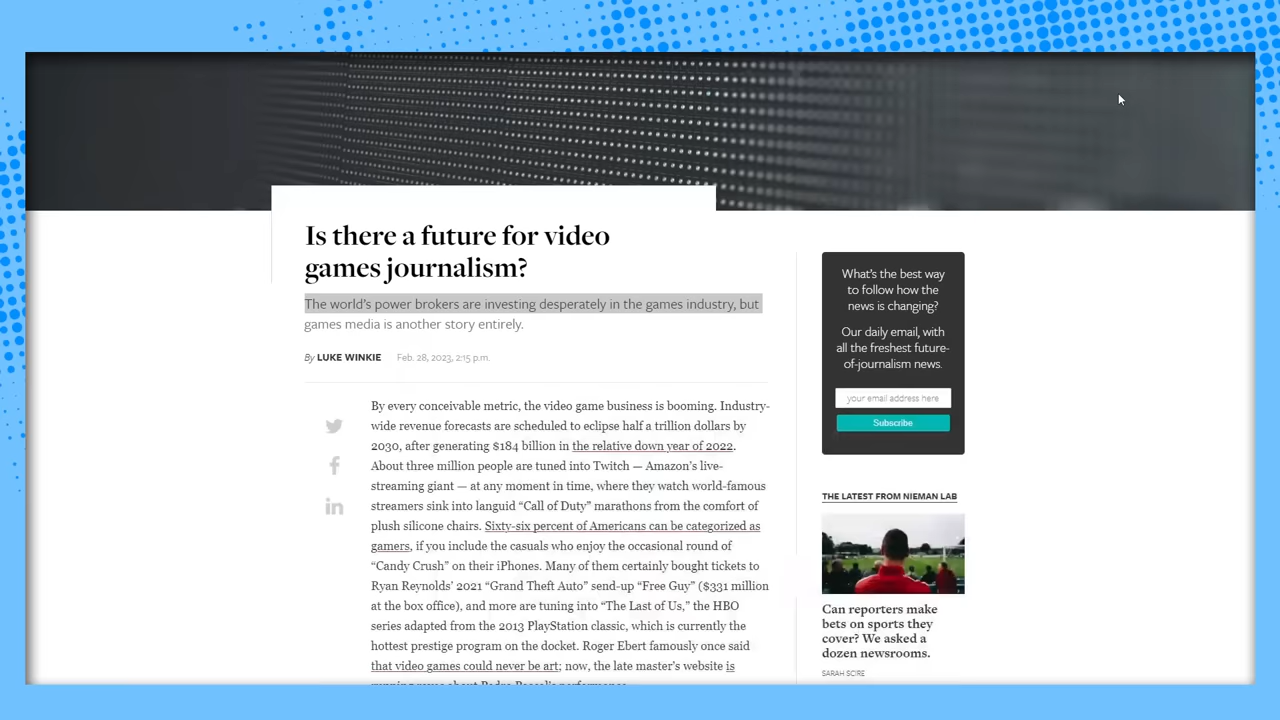 Is there a future for video
games journalism?
The world's power brokers are investing desperately in the games industry, but
games media is another story entirely.
By LUKE WINKIE Feb. 28, 2023, 2:15 p.m.
By every conceivable metric, the video game business is booming. Industry-
wide revenue forecasts are scheduled to eclipse half a trillion dollars by
2030, after generating $184 billion in the relative down year of 2022.
About three million people are tuned into Twitch — Amazon's live-
streaming giant — at any moment in time, where they watch world-famous
streamers sink into languid “Call of Duty” marathons from the comfort of
plush silicone chairs. Sixty-six percent of Americans can be categorized as
gamers, if you include the casuals who enjoy the occasional round of
“Candy Crush” on their iPhones. Many of them certainly bought tickets to
Ryan Reynolds' 2021 “Grand Theft Auto” send-up “Free Guy” ($331 million
at the box office), and more are tuning into “The Last of Us,” the HBO
series adapted from the 2013 PlayStation classic, which is currently the
hottest prestige program on the docket. Roger Ebert famously once said
that video games could never be art; now, the late master's website is
What's the best way
to follow how the
news is changing?
Our daily email, with
all the freshest future-
of-journalism news.
your email address here
Subscribe
THE LATEST FROM NIEMAN LAB
Can reporters make
bets on sports they
cover? We asked a
dozen newsrooms.
SARAH SCIRE